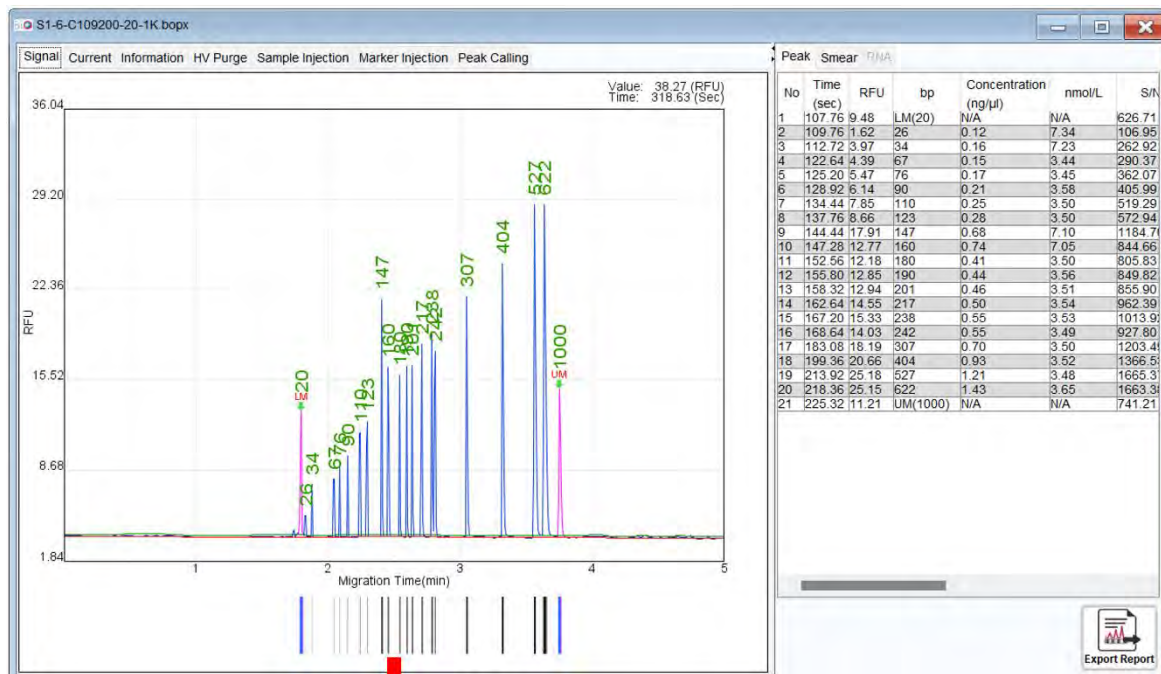 S1-6-C109200-20-1K.bopx
Signal Current Information HV Purge Sample Injection Marker Injection Peak Calling
Value: 38.27 (RFU)
Time: 318.63 (Sec)
36.04
29.20
22.36
15.52
8.68
1.84
RFU
20
LM
26
34
67
76
90
110
123
147
160
180
190
201
217
238
242
307
404
527
622
1000
UM
1 2 3 4 5
Migration Time(min)
Peak Smear RNA
No Time (sec) RFU bp Concentration (ng/µl) nmol/L S/N
1 107.76 9.48 LM(20) N/A N/A 626.71
2 109.76 1.62 26 0.12 7.34 106.95
3 112.72 3.97 34 0.16 7.23 262.92
4 122.64 4.39 67 0.15 3.44 290.37
5 125.20 5.47 76 0.17 3.45 362.07
6 128.92 6.14 90 0.21 3.58 405.99
7 134.44 7.85 110 0.25 3.50 519.29
8 137.76 8.66 123 0.28 3.50 572.94
9 144.44 17.91 147 0.68 7.10 1184.70
10 147.28 12.77 160 0.74 7.05 844.66
11 152.56 12.18 180 0.41 3.50 805.83
12 155.80 12.85 190 0.44 3.56 849.82
13 158.32 12.94 201 0.46 3.51 855.90
14 162.64 14.55 217 0.50 3.54 962.39
15 167.20 15.33 238 0.55 3.53 1013.92
16 168.64 14.03 242 0.55 3.49 927.80
17 183.08 18.19 307 0.70 3.50 1203.49
18 199.36 20.66 404 0.93 3.52 1366.53
19 213.92 25.18 527 1.21 3.48 1665.37
20 218.36 25.15 622 1.43 3.65 1663.38
21 225.32 11.21 UM(1000) N/A N/A 741.21
Export Report